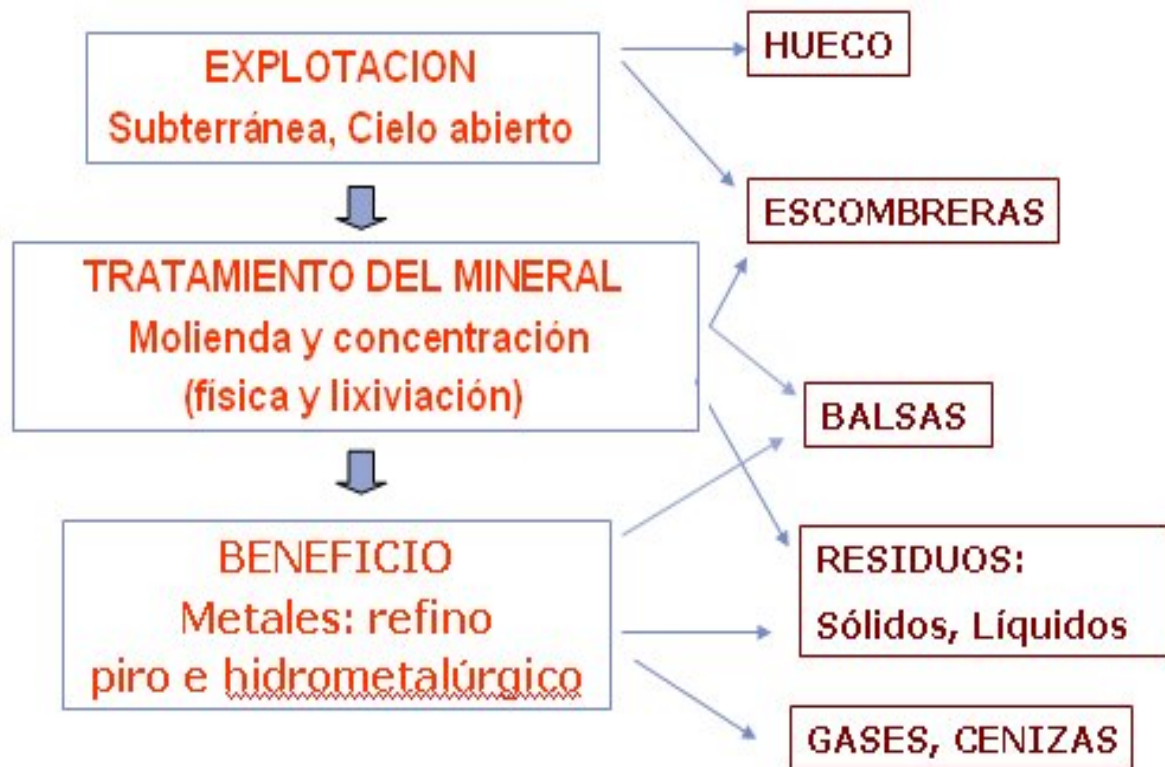 EXPLOTACION
Subterránea, Cielo abierto
TRATAMIENTO DEL MINERAL
Molienda y concentración
(física y lixiviación)
BENEFICIO
Metales: refino
piro e hidrometalúrgico
HUECO
ESCOMBRERAS
BALSAS
RESIDUOS:
Sólidos, Líquidos
GASES, CENIZAS